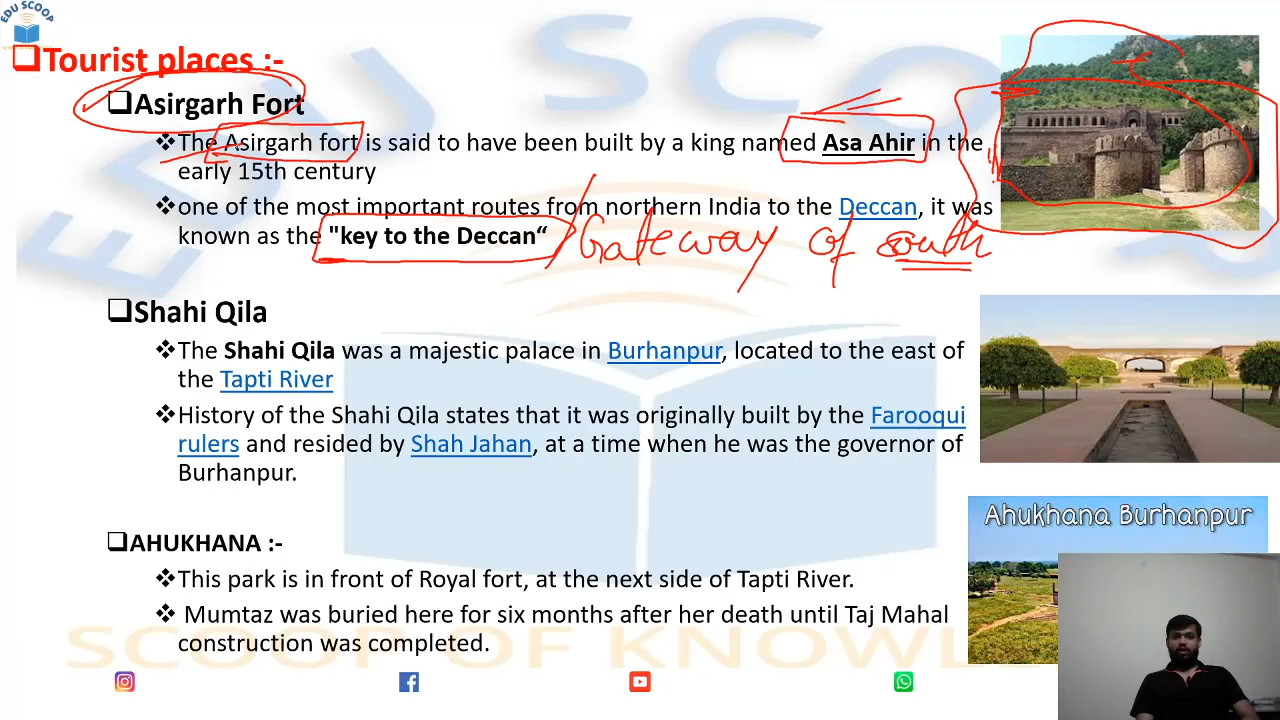 EDU SCOOP
❑Tourist places :-
❑Asirgarh Fort
❖The Asirgarh fort is said to have been built by a king named Asa Ahir in the
early 15th century
❖one of the most important routes from northern India to the Deccan, it was
known as the "key to the Deccan“ / Gateway of south
❑Shahi Qila
❖The Shahi Qila was a majestic palace in Burhanpur, located to the east of
the Tapti River
❖History of the Shahi Qila states that it was originally built by the Farooqui
rulers and resided by Shah Jahan, at a time when he was the governor of
Burhanpur.
❑AHUKHANA :-
Ahukhana Burhanpur
❖This park is in front of Royal fort, at the next side of Tapti River.
❖ Mumtaz was buried here for six months after her death until Taj Mahal
construction was completed.
EDU SCOOP
SCOOP OF KNOWL